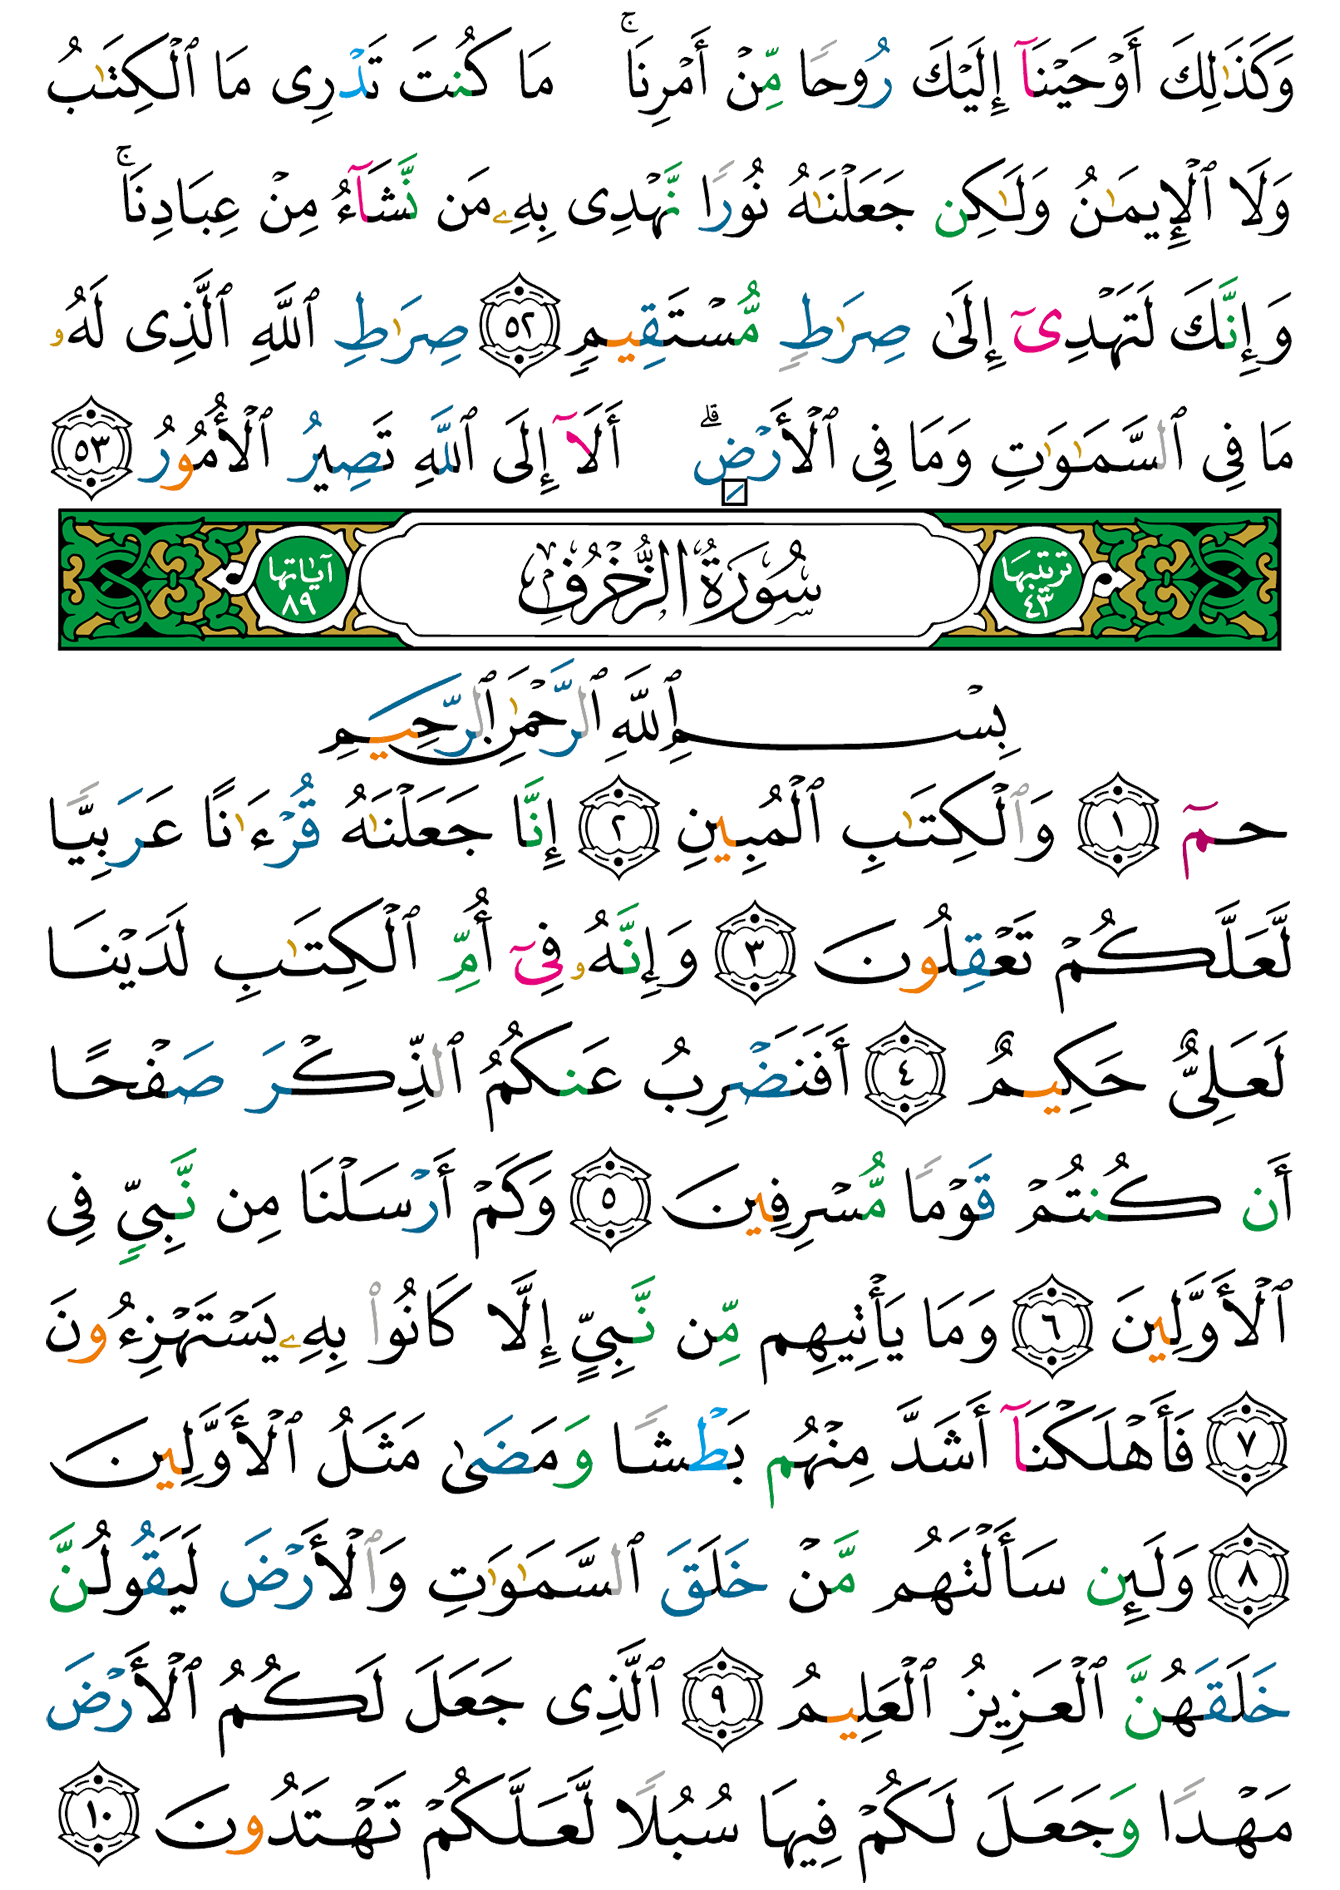 وَكَذَٰلِكَ أَوْحَيْنَآ إِلَيْكَ رُوحًا مِّنْ أَمْرِنَا ۚ مَا كُنتَ تَدْرِى مَا ٱلْكِتَـٰبُ
وَلَا ٱلْإِيمَـٰنُ وَلَـٰكِن جَعَلْنَـٰهُ نُورًا نَّهْدِى بِهِۦ مَن نَّشَآءُ مِنْ عِبَادِنَا ۚ
وَإِنَّكَ لَتَهْدِىٓ إِلَىٰ صِرَٰطٍ مُّسْتَقِيمٍ ٥٢ صِرَٰطِ ٱللَّهِ ٱلَّذِى لَهُۥ
مَا فِى ٱلسَّمَـٰوَٰتِ وَمَا فِى ٱلْأَرْضِ ۗ أَلَآ إِلَى ٱللَّهِ تَصِيرُ ٱلْأُمُورُ ٥٣
ترتيبها ٤٣ سُورَةُ الزُّخْرُفِ آياتها ٨٩
بِسْمِ ٱللَّهِ ٱلرَّحْمَـٰنِ ٱلرَّحِيمِ
حمٓ ١ وَٱلْكِتَـٰبِ ٱلْمُبِينِ ٢ إِنَّا جَعَلْنَـٰهُ قُرْءَٰنًا عَرَبِيًّا
لَّعَلَّكُمْ تَعْقِلُونَ ٣ وَإِنَّهُۥ فِىٓ أُمِّ ٱلْكِتَـٰبِ لَدَيْنَا
لَعَلِىٌّ حَكِيمٌ ٤ أَفَنَضْرِبُ عَنكُمُ ٱلذِّكْرَ صَفْحًا
أَن كُنتُمْ قَوْمًا مُّسْرِفِينَ ٥ وَكَمْ أَرْسَلْنَا مِن نَّبِىٍّ فِى
ٱلْأَوَّلِينَ ٦ وَمَا يَأْتِيهِم مِّن نَّبِىٍّ إِلَّا كَانُوا۟ بِهِۦ يَسْتَهْزِءُونَ
٧ فَأَهْلَكْنَآ أَشَدَّ مِنْهُم بَطْشًا وَمَضَىٰ مَثَلُ ٱلْأَوَّلِينَ
٨ وَلَئِن سَأَلْتَهُم مَّنْ خَلَقَ ٱلسَّمَـٰوَٰتِ وَٱلْأَرْضَ لَيَقُولُنَّ
خَلَقَهُنَّ ٱلْعَزِيزُ ٱلْعَلِيمُ ٩ ٱلَّذِى جَعَلَ لَكُمُ ٱلْأَرْضَ
مَهْدًا وَجَعَلَ لَكُمْ فِيهَا سُبُلًا لَّعَلَّكُمْ تَهْتَدُونَ ١٠